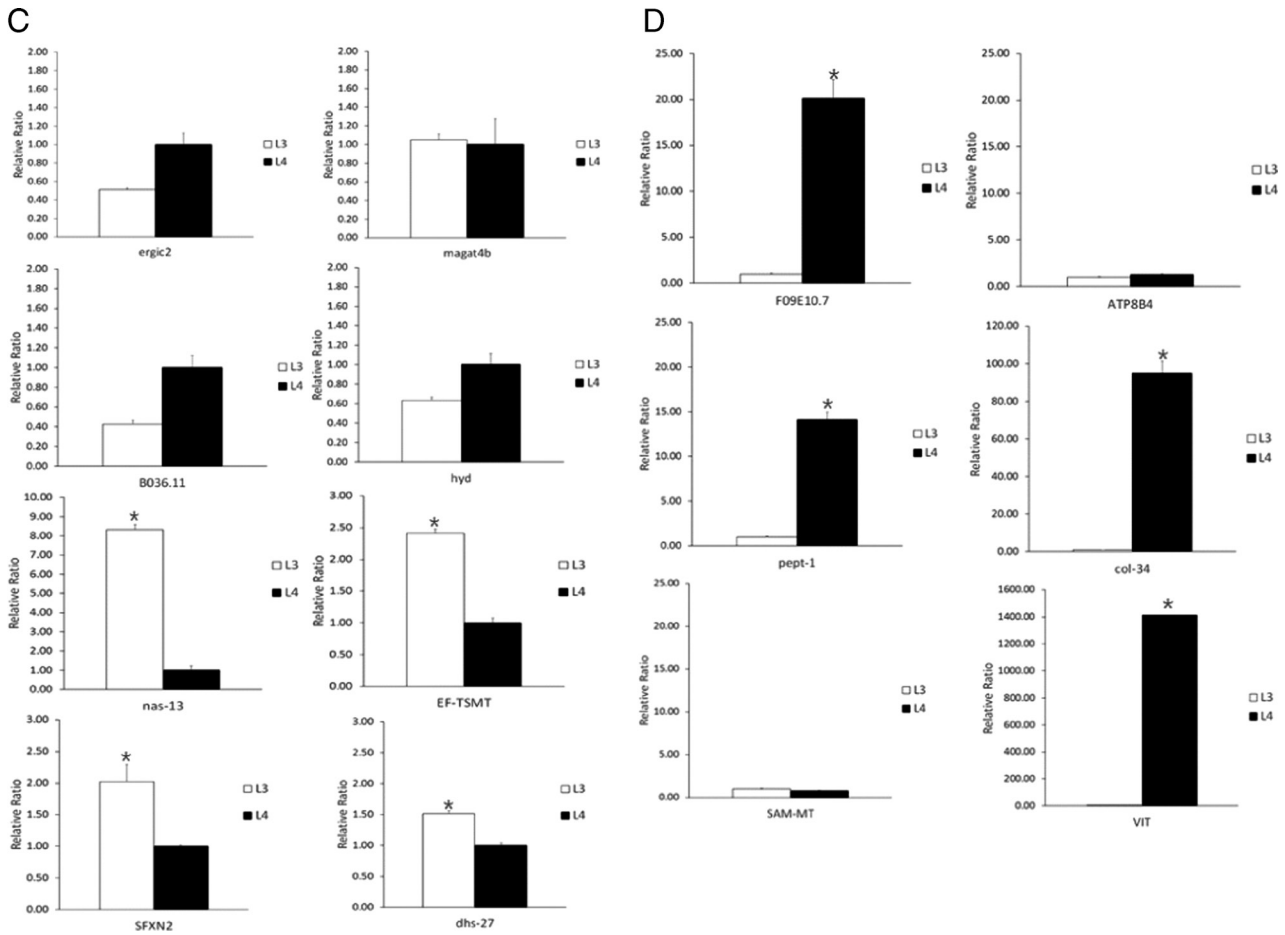 C
2.00
1.80
1.60
1.40
1.20
1.00
0.80
0.60
0.40
0.20
0.00
Relative Ratio
L3
L4
ergic2
2.00
1.80
1.60
1.40
1.20
1.00
0.80
0.60
0.40
0.20
0.00
Relative Ratio
L3
L4
magat4b
2.00
1.80
1.60
1.40
1.20
1.00
0.80
0.60
0.40
0.20
0.00
Relative Ratio
L3
L4
B036.11
2.00
1.80
1.60
1.40
1.20
1.00
0.80
0.60
0.40
0.20
0.00
Relative Ratio
L3
L4
hyd
10.00
9.00
8.00
7.00
6.00
5.00
4.00
3.00
2.00
1.00
0.00
Relative Ratio
*
L3
L4
nas-13
3.00
2.50
2.00
1.50
1.00
0.50
0.00
Relative Ratio
*
L3
L4
EF-TSMT
3.00
2.50
2.00
1.50
1.00
0.50
0.00
Relative Ratio
*
L3
L4
SFXN2
3.00
2.50
2.00
1.50
1.00
0.50
0.00
Relative Ratio
*
L3
L4
dhs-27
D
25.00
20.00
15.00
10.00
5.00
0.00
Relative Ratio
*
L3
L4
F09E10.7
25.00
20.00
15.00
10.00
5.00
0.00
Relative Ratio
L3
L4
ATP8B4
25.00
20.00
15.00
10.00
5.00
0.00
Relative Ratio
*
L3
L4
pept-1
120.00
100.00
80.00
60.00
40.00
20.00
0.00
Relative Ratio
*
L3
L4
col-34
25.00
20.00
15.00
10.00
5.00
0.00
Relative Ratio
L3
L4
SAM-MT
1600.00
1400.00
1200.00
1000.00
800.00
600.00
400.00
200.00
0.00
Relative Ratio
*
L3
L4
VIT